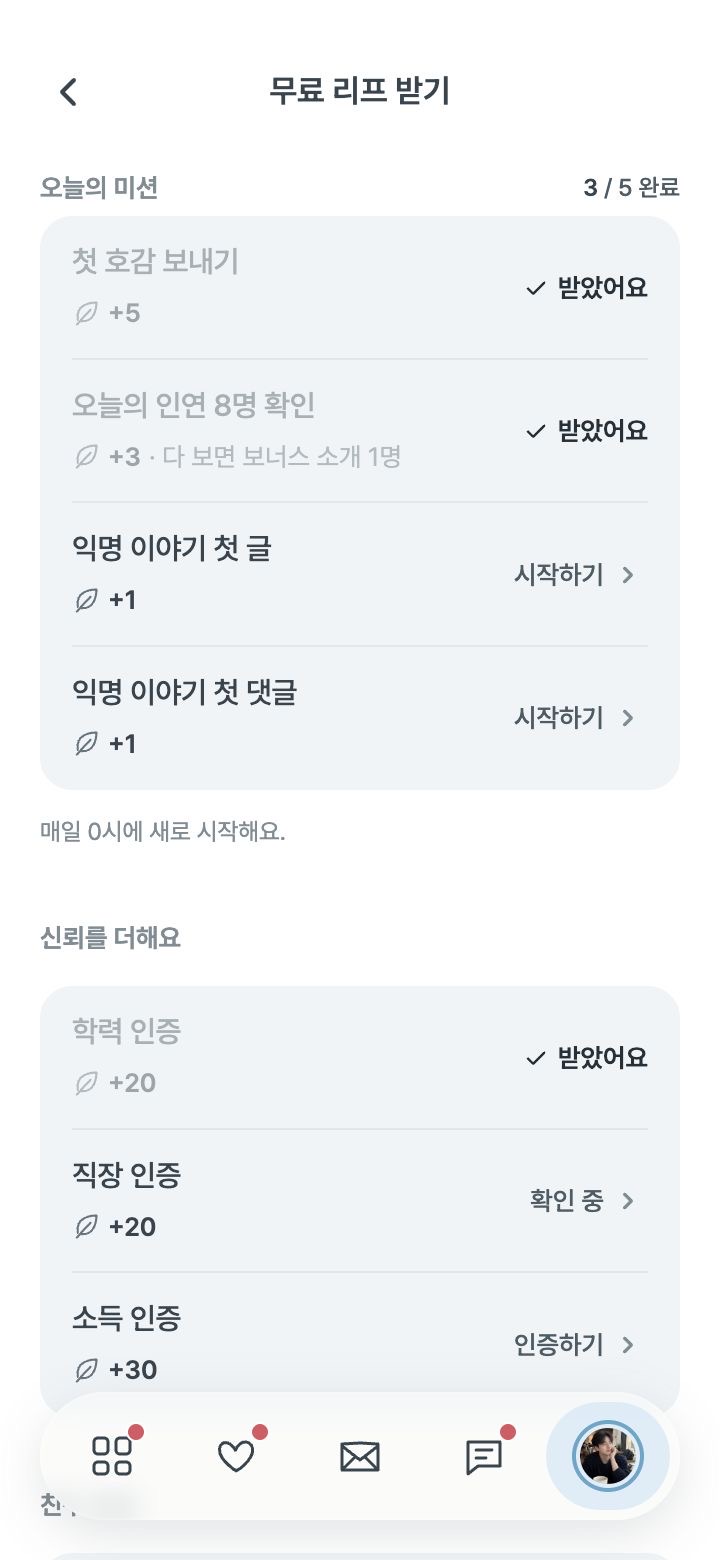 무료 리프 받기
오늘의 미션
3 / 5 완료
첫 호감 보내기
+5
받았어요
오늘의 인연 8명 확인
+3 · 다 보면 보너스 소개 1명
받았어요
익명 이야기 첫 글
+1
시작하기
익명 이야기 첫 댓글
+1
시작하기
매일 0시에 새로 시작해요.
신뢰를 더해요
학력 인증
+20
받았어요
직장 인증
+20
확인 중
소득 인증
+30
인증하기